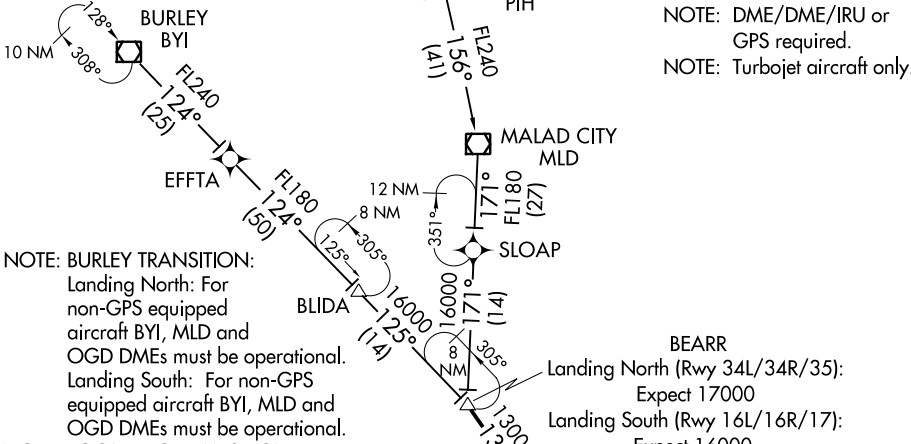 PIH
NOTE: DME/DME/IRU or
GPS required.
NOTE: Turbojet aircraft only.
BURLEY
BYI
128°
308°
10 NM
FL240
124°
(25)
FL240
156°
(41)
MALAD CITY
MLD
EFFTA
FL180
124°
(50)
12 NM
351°
171°
FL180
(27)
8 NM
305°
125°
SLOAP
BLIDA
16000
125°
(14)
16000
171°
(14)
8
NM
305°
NOTE: BURLEY TRANSITION:
Landing North: For
non-GPS equipped
aircraft BYI, MLD and
OGD DMEs must be operational.
Landing South: For non-GPS
equipped aircraft BYI, MLD and
OGD DMEs must be operational.
BEARR
Landing North (Rwy 34L/34R/35):
Expect 17000
Landing South (Rwy 16L/16R/17):
Expect 16000